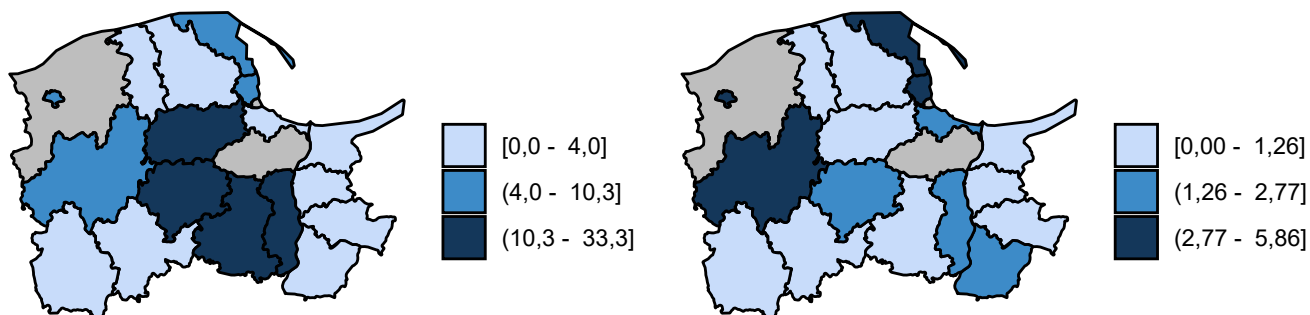 [0,0 - 4,0]
(4,0 - 10,3]
(10,3 - 33,3]
[0,00 - 1,26]
(1,26 - 2,77]
(2,77 - 5,86]